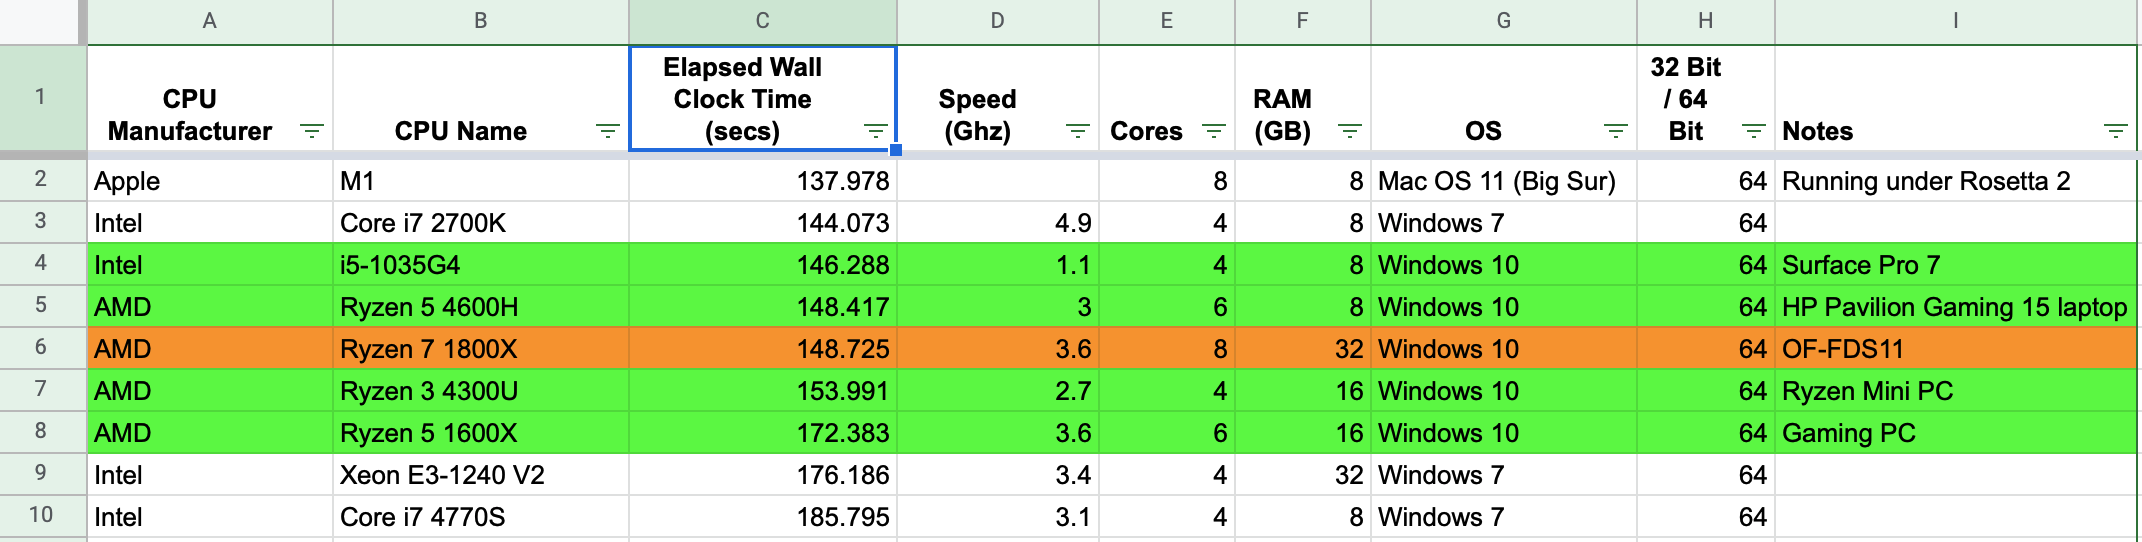 A B C D E F G H I
1 CPU Manufacturer CPU Name Elapsed Wall Clock Time (secs) Speed (Ghz) Cores RAM (GB) OS 32 Bit / 64 Bit Notes
2 Apple M1 137.978 8 8 Mac OS 11 (Big Sur) 64 Running under Rosetta 2
3 Intel Core i7 2700K 144.073 4.9 4 8 Windows 7 64
4 Intel i5-1035G4 146.288 1.1 4 8 Windows 10 64 Surface Pro 7
5 AMD Ryzen 5 4600H 148.417 3 6 8 Windows 10 64 HP Pavilion Gaming 15 laptop
6 AMD Ryzen 7 1800X 148.725 3.6 8 32 Windows 10 64 OF-FDS11
7 AMD Ryzen 3 4300U 153.991 2.7 4 16 Windows 10 64 Ryzen Mini PC
8 AMD Ryzen 5 1600X 172.383 3.6 6 16 Windows 10 64 Gaming PC
9 Intel Xeon E3-1240 V2 176.186 3.4 4 32 Windows 7 64
10 Intel Core i7 4770S 185.795 3.1 4 8 Windows 7 64